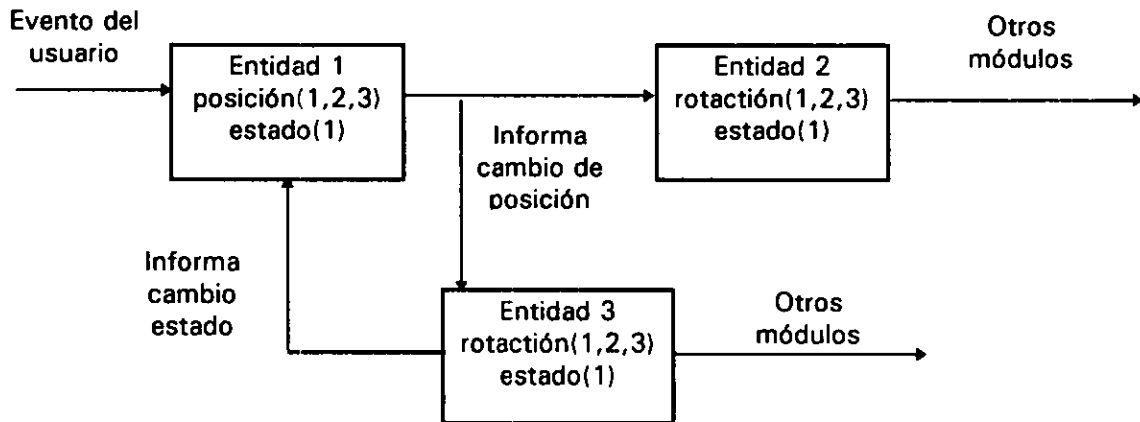 Evento del
usuario
Entidad 1
posición(1,2,3)
estado(1)
Entidad 2
rotactión(1,2,3)
estado(1)
Otros
módulos
Informa
cambio de
posición
Informa
cambio
estado
Entidad 3
rotactión(1,2,3)
estado(1)
Otros
módulos